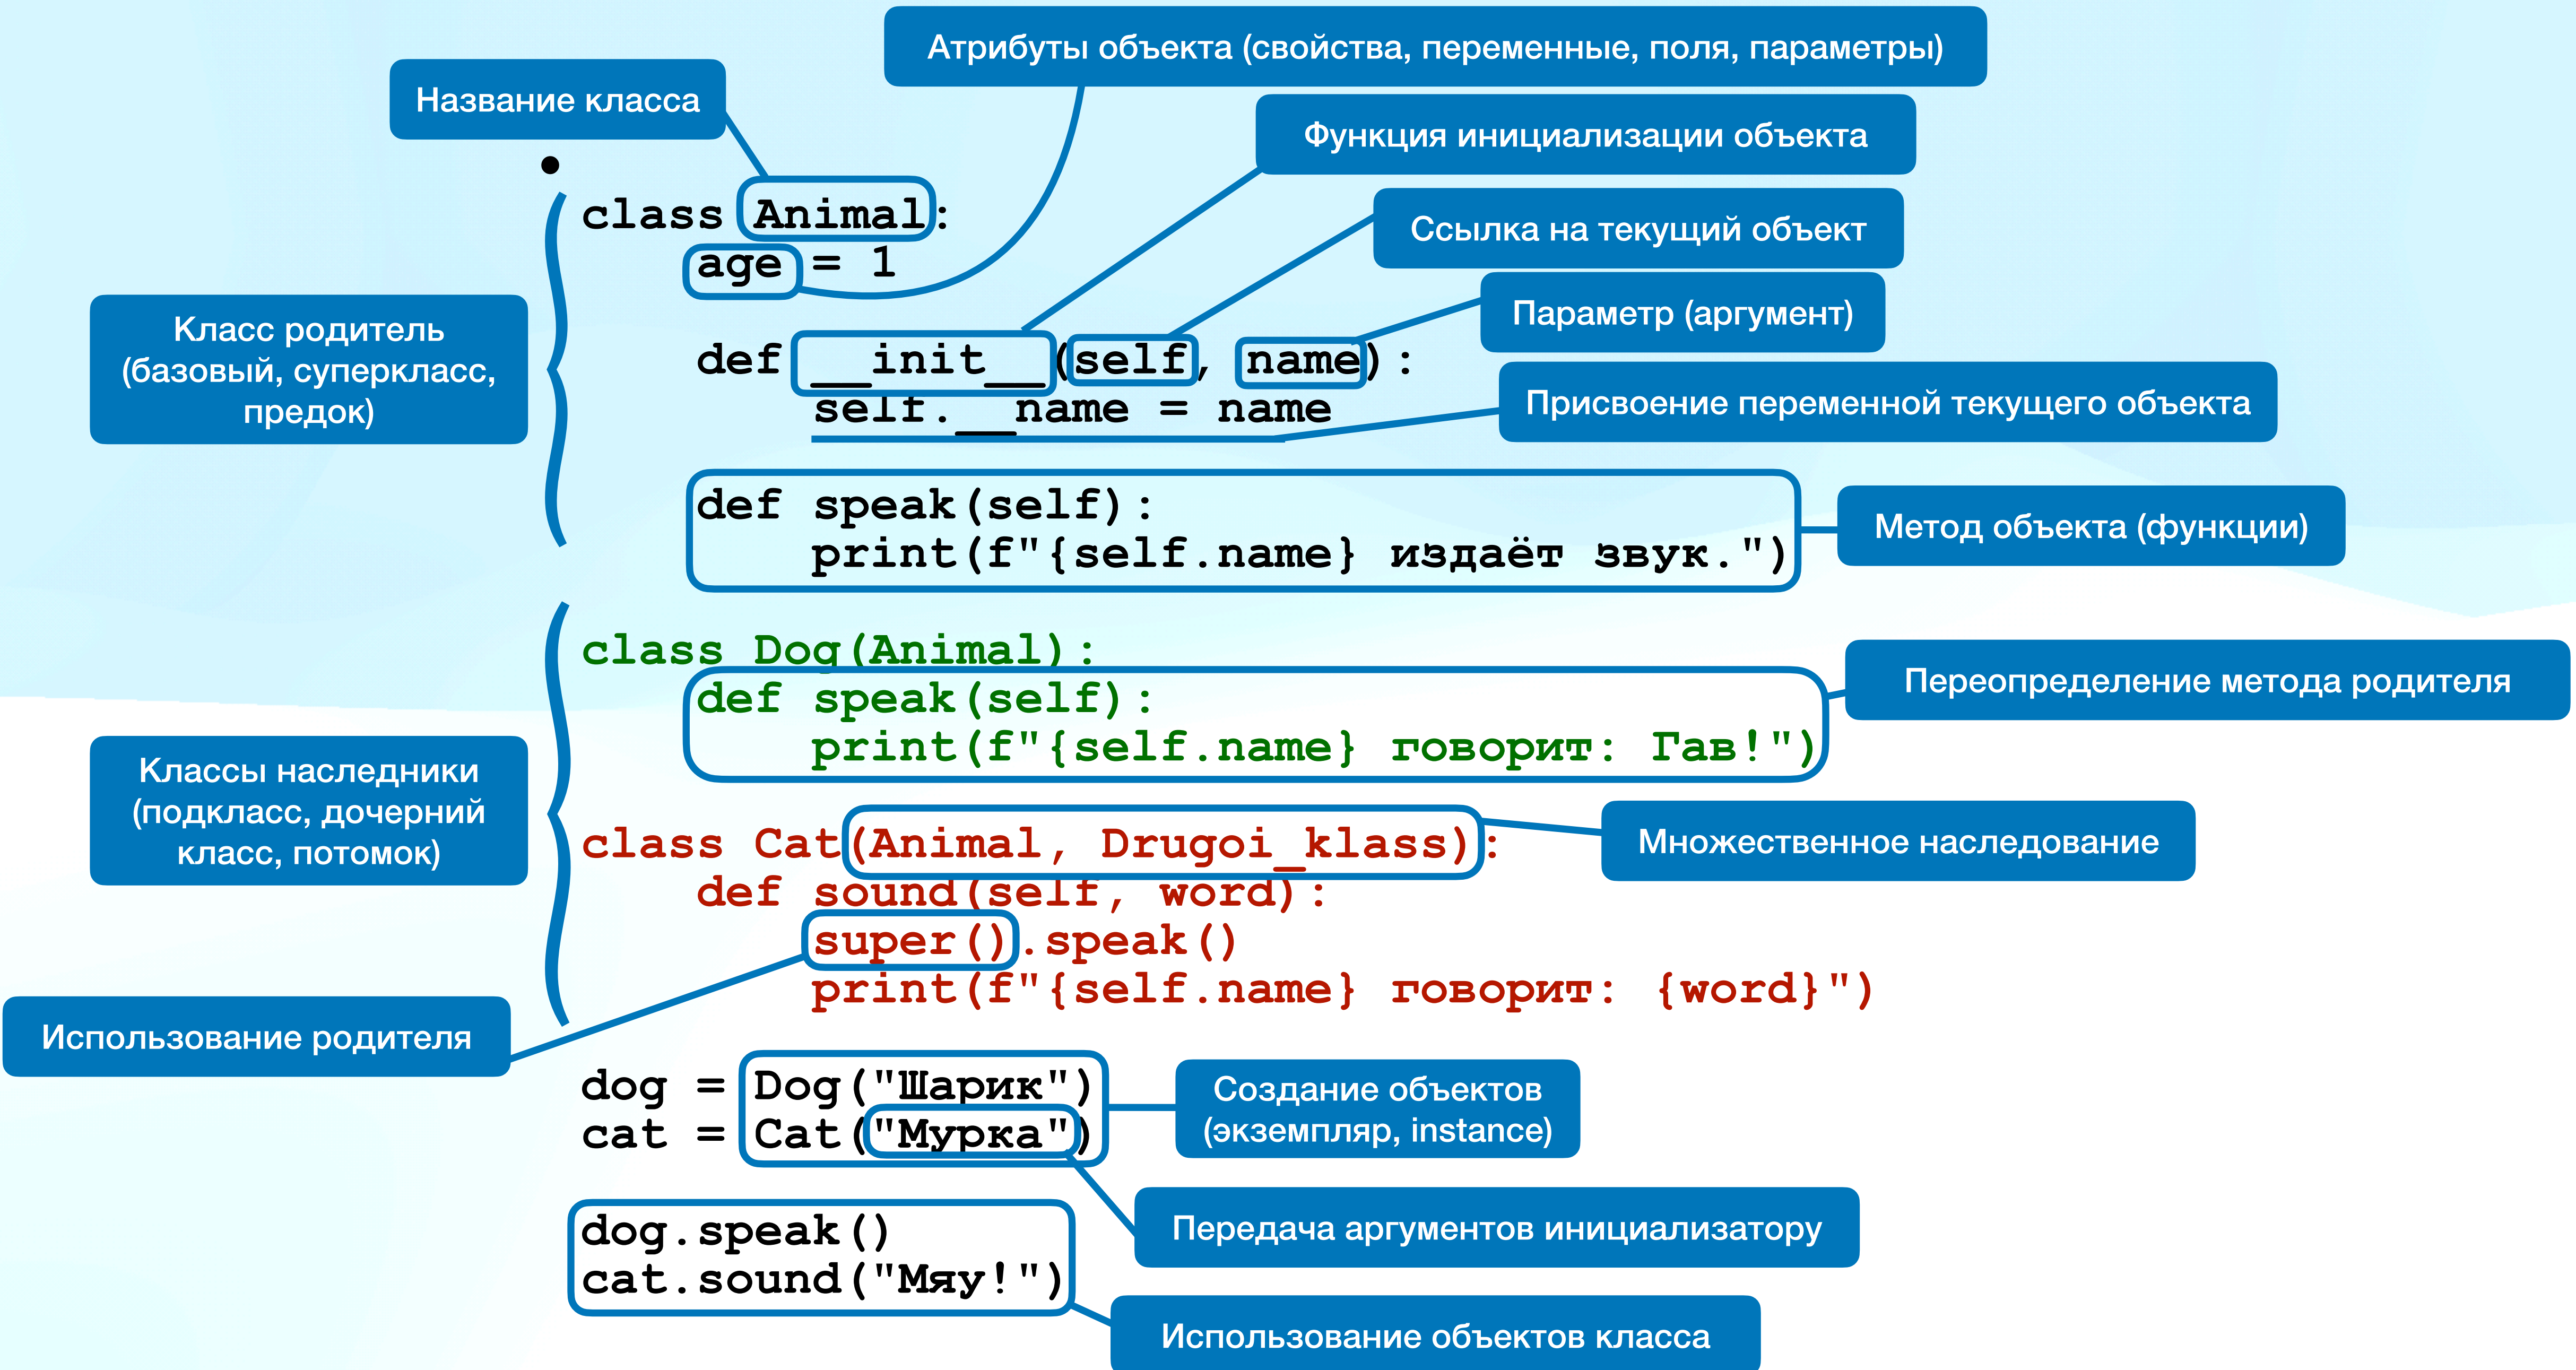 Атрибуты объекта (свойства, переменные, поля, параметры)
Название класса
Функция инициализации объекта
•
class Animal:
Ссылка на текущий объект
age = 1
Параметр (аргумент)
Класс родитель
(базовый, суперкласс,
предок)
def __init__(self, name):
self.__name = name
Присвоение переменной текущего объекта
def speak(self):
print(f"{self.name} издаёт звук.")
Метод объекта (функции)
class Dog(Animal):
def speak(self):
print(f"{self.name} говорит: Гав!")
Переопределение метода родителя
Классы наследники
(подкласс, дочерний
класс, потомок)
class Cat(Animal, Drugoi_klass):
Множественное наследование
def sound(self, word):
super().speak()
print(f"{self.name} говорит: {word}")
Использование родителя
dog = Dog("Шарик")
cat = Cat("Мурка")
Создание объектов
(экземпляр, instance)
Передача аргументов инициализатору
dog.speak()
cat.sound("Мяу!")
Использование объектов класса